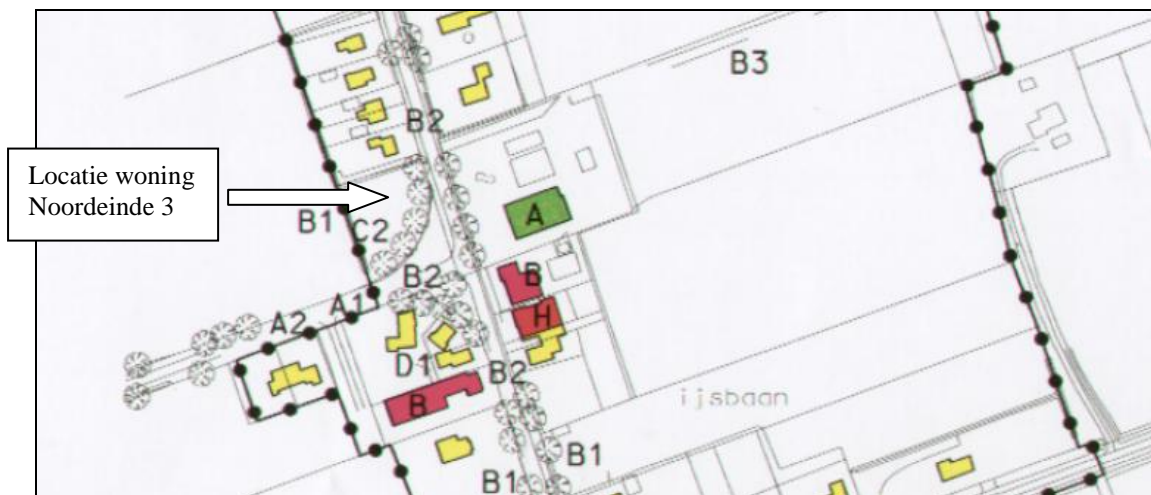 B3
B2
Locatie woning
Noordeinde 3
B1
C2
A
B2
B
A1
H
A2
D1
B2
B
ijsbaan
B1
B1